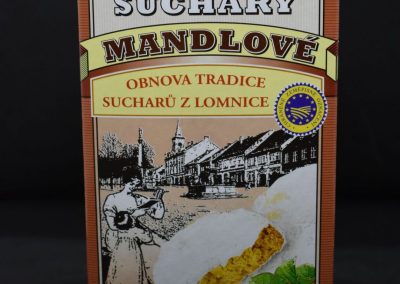 SUCHARY
MANDLOVÉ
OBNOVA TRADICE
SUCHARŮ Z LOMNICE